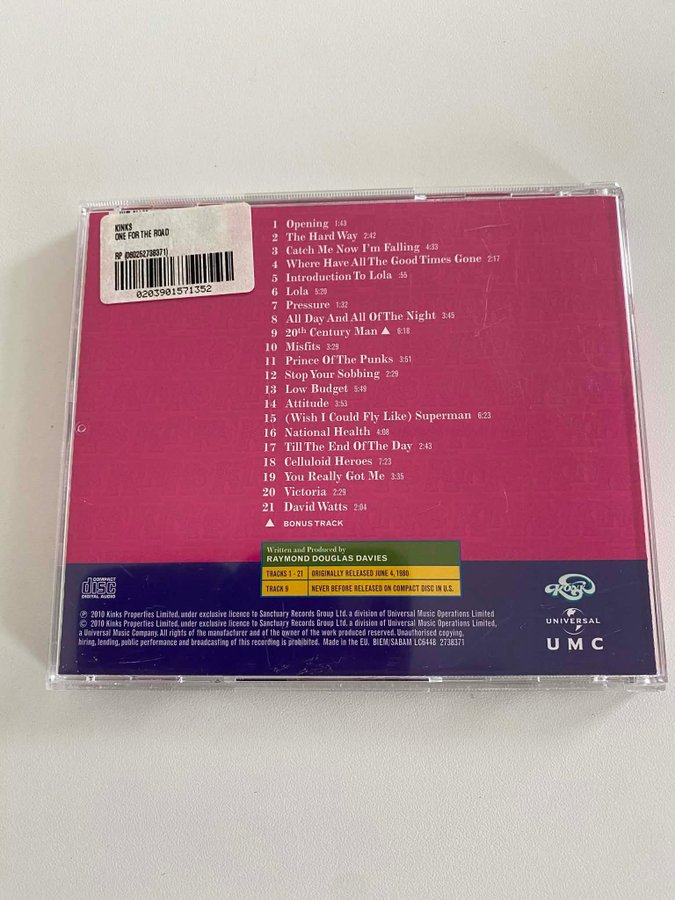 KINKS
ONE FOR THE ROAD
RP (060252738371)
0203901571352
1 Opening 1:43
2 The Hard Way 2:42
3 Catch Me Now I'm Falling 4:33
4 Where Have All The Good Times Gone 2:17
5 Introduction To Lola :55
6 Lola 5:20
7 Pressure 1:32
8 All Day And All Of The Night 3:45
9 20th Century Man ▲ 6:18
10 Misfits 3:29
11 Prince Of The Punks 3:51
12 Stop Your Sobbing 2:29
13 Low Budget 5:49
14 Attitude 3:53
15 (Wish I Could Fly Like) Superman 6:23
16 National Health 4:08
17 Till The End Of The Day 2:43
18 Celluloid Heroes 7:23
19 You Really Got Me 3:35
20 Victoria 2:29
21 David Watts 2:04
▲ BONUS TRACK
Written and Produced by
RAYMOND DOUGLAS DAVIES
TRACKS 1 - 21 ORIGINALLY RELEASED JUNE 4, 1980
TRACK 9 NEVER BEFORE RELEASED ON COMPACT DISC IN U.S.
COMPACT
disc
DIGITAL AUDIO
KONK
℗ 2010 Kinks Properties Limited, under exclusive licence to Sanctuary Records Group Ltd. a division of Universal Music Operations Limited
© 2010 Kinks Properties Limited, under exclusive licence to Sanctuary Records Group Ltd. a division of Universal Music Operations Limited,
a Universal Music Company. All rights of the manufacturer and of the owner of the work produced reserved. Unauthorised copying,
hiring, lending, public performance and broadcasting of this recording is prohibited. Made in the EU. BIEM/SABAM LC6448 2738371
UNIVERSAL
UMC